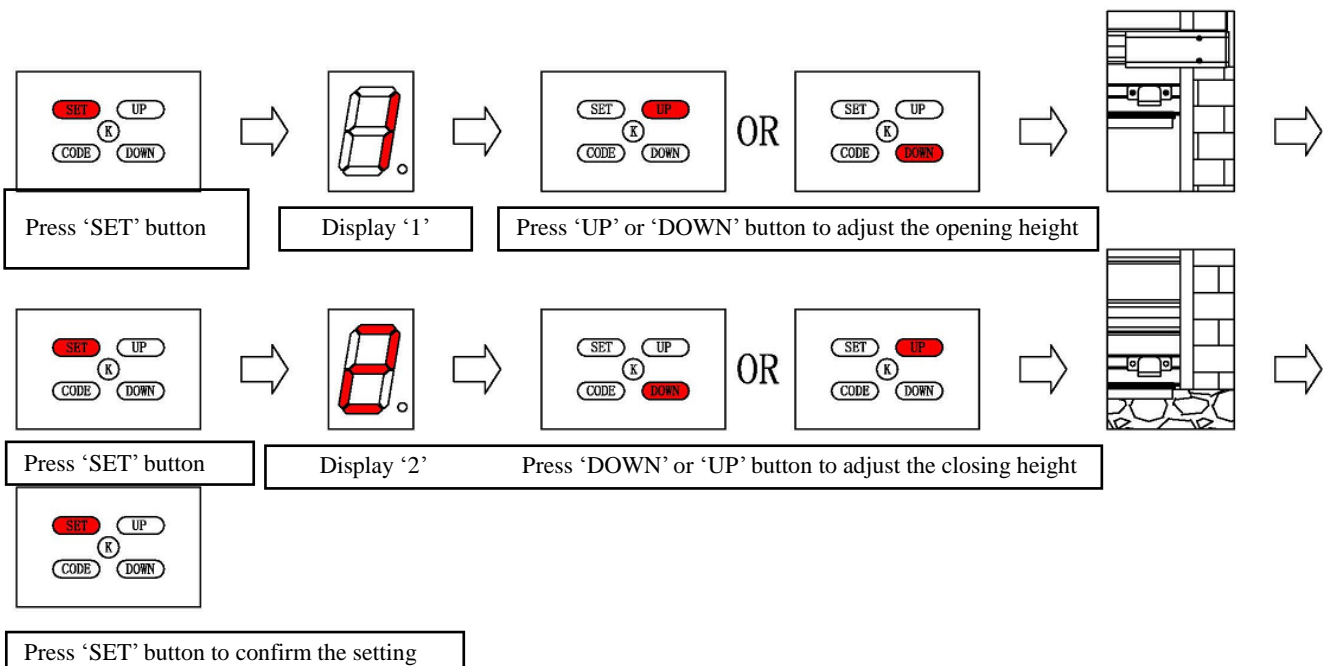 SET UP
K
CODE DOWN
SET UP
K
CODE DOWN
OR
SET UP
K
CODE DOWN
Press ‘SET’ button
Display ‘1’
Press ‘UP’ or ‘DOWN’ button to adjust the opening height
SET UP
K
CODE DOWN
SET UP
K
CODE DOWN
OR
SET UP
K
CODE DOWN
Press ‘SET’ button
Display ‘2’
Press ‘DOWN’ or ‘UP’ button to adjust the closing height
SET UP
K
CODE DOWN
Press ‘SET’ button to confirm the setting